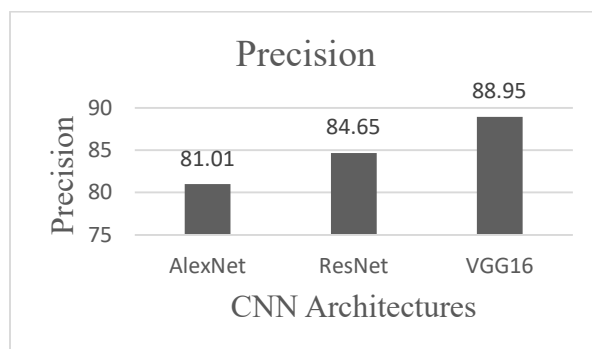 Precision
Precision
90
85
80
75
81.01
84.65
88.95
AlexNet ResNet VGG16
CNN Architectures